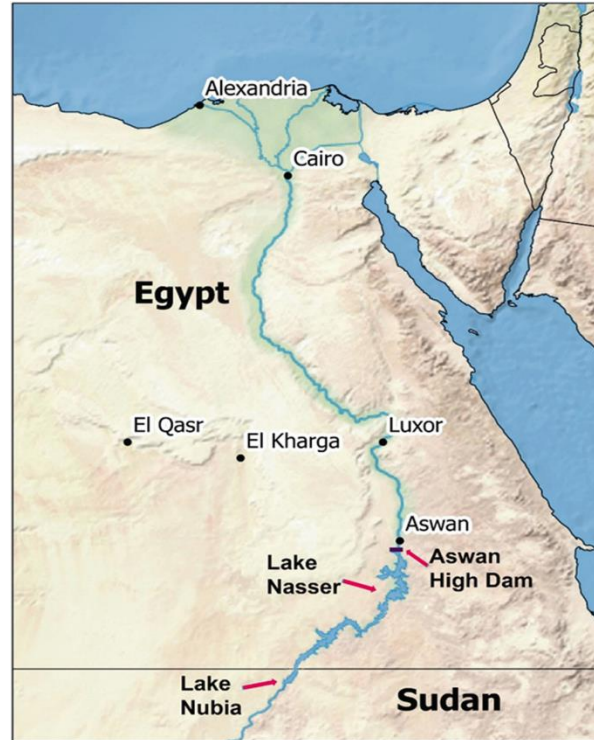 Alexandria
Cairo
Egypt
El Qasr
El Kharga
Luxor
Aswan
Aswan
High Dam
Lake
Nasser
Lake
Nubia
Sudan